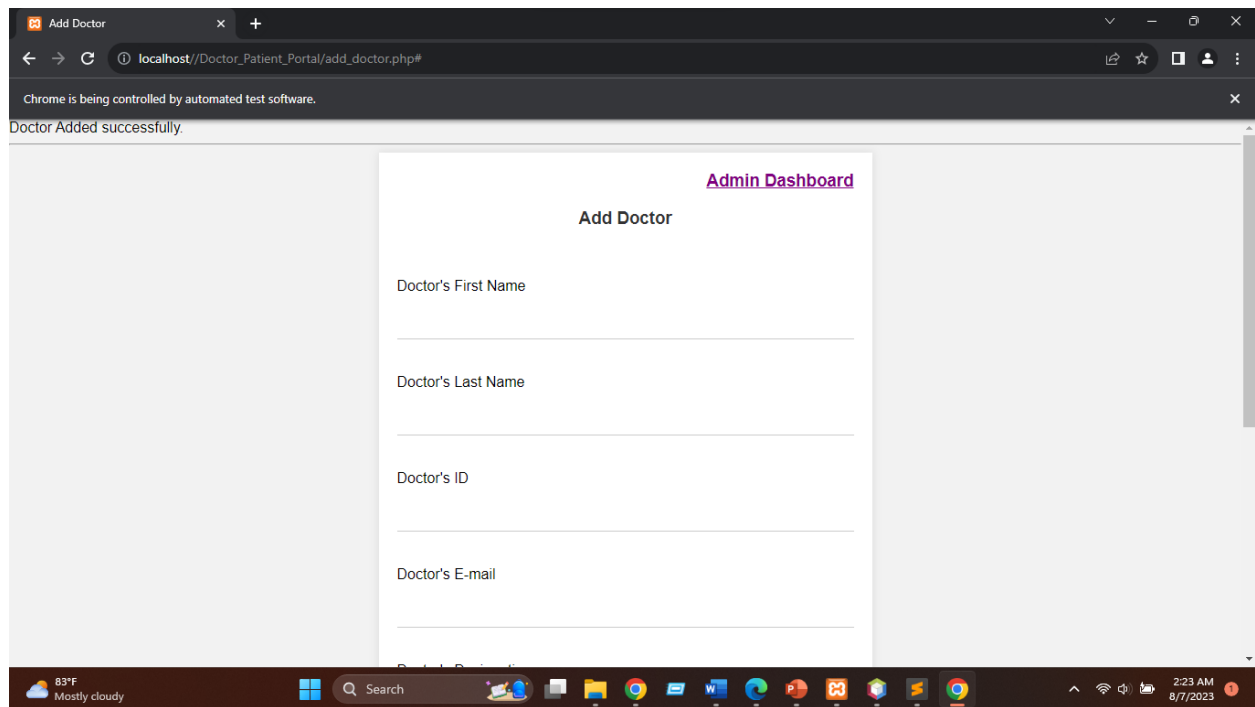 Add Doctor
localhost//Doctor_Patient_Portal/add_doctor.php#
Chrome is being controlled by automated test software.
Doctor Added successfully.
Admin Dashboard
Add Doctor
Doctor's First Name
Doctor's Last Name
Doctor's ID
Doctor's E-mail
83°F
Mostly cloudy
Search
2:23 AM
8/7/2023
1